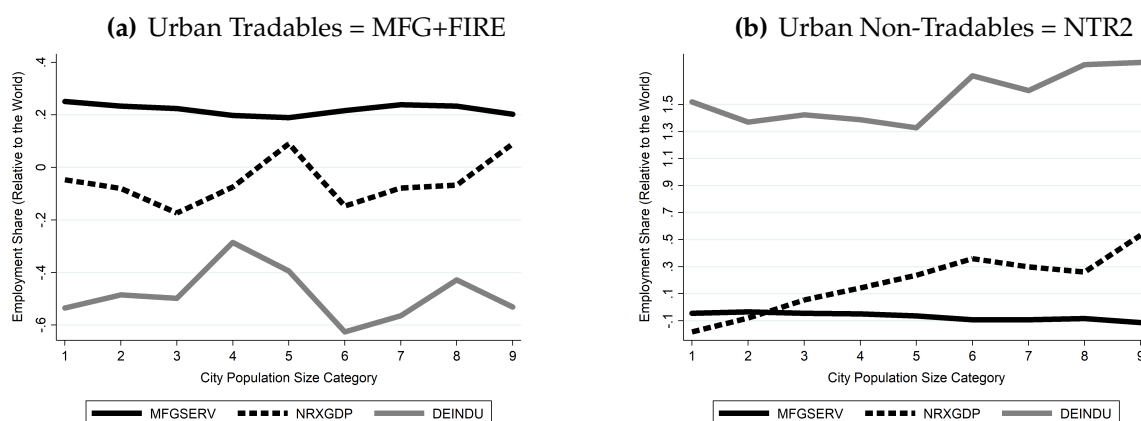 (a) Urban Tradables = MFG+FIRE
Employment Share (Relative to the World)
.4
.2
0
-.2
-.4
-.6
1 2 3 4 5 6 7 8 9
City Population Size Category
MFGSERV NRXGDP DEINDU
(b) Urban Non-Tradables = NTR2
Employment Share (Relative to the World)
1.5
1.3
1.1
.9
.7
.5
.3
.1
-.1
1 2 3 4 5 6 7 8 9
City Population Size Category
MFGSERV NRXGDP DEINDU